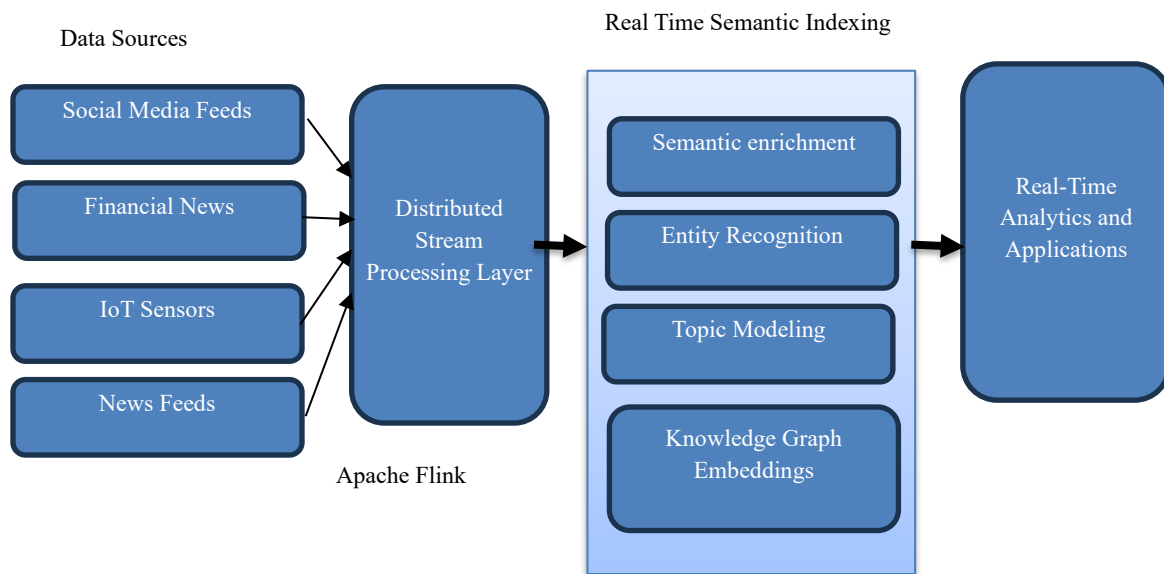 Data Sources
Social Media Feeds
Financial News
IoT Sensors
News Feeds
Distributed
Stream
Processing Layer
Apache Flink
Real Time Semantic Indexing
Semantic enrichment
Entity Recognition
Topic Modeling
Knowledge Graph
Embeddings
Real-Time
Analytics and
Applications